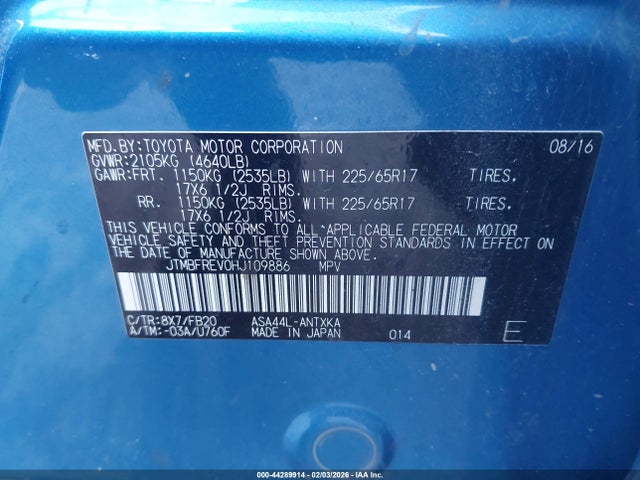 MFD.BY:TOYOTA MOTOR CORPORATION 08/16
GVWR:2105KG (4640LB)
GAWR:FRT. 1150KG (2535LB) WITH 225/65R17 TIRES.
17X6 1/2J RIMS.
RR. 1150KG (2535LB) WITH 225/65R17 TIRES.
17X6 1/2J RIMS.
THIS VEHICLE CONFORMS TO ALL APPLICABLE FEDERAL MOTOR
VEHICLE SAFETY AND THEFT PREVENTION STANDARDS IN EFFECT ON
THE DATE OF MANUFACTURE SHOWN ABOVE.
JTMBFREV0HJ109886 MPV
C/TR:8X7/FB20 ASA44L-ANTXKA
A/TM:-03A/U760F MADE IN JAPAN 014 E
000-44289914 - 02/03/2026 - IAAI.COM